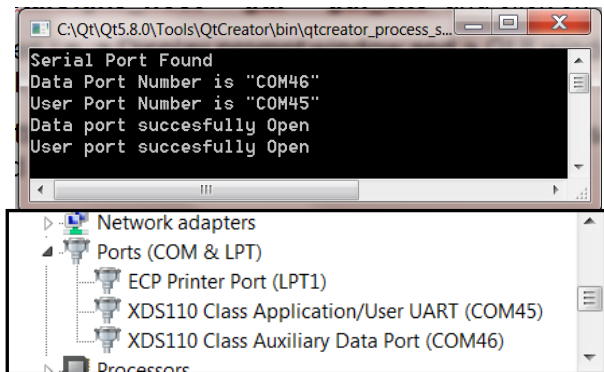 C:\Qt\Qt5.8.0\Tools\QtCreator\bin\qtcreator_process_s...
Serial Port Found
Data Port Number is "COM46"
User Port Number is "COM45"
Data port succesfully Open
User port succesfully Open
Network adapters
Ports (COM & LPT)
ECP Printer Port (LPT1)
XDS110 Class Application/User UART (COM45)
XDS110 Class Auxiliary Data Port (COM46)
Processors